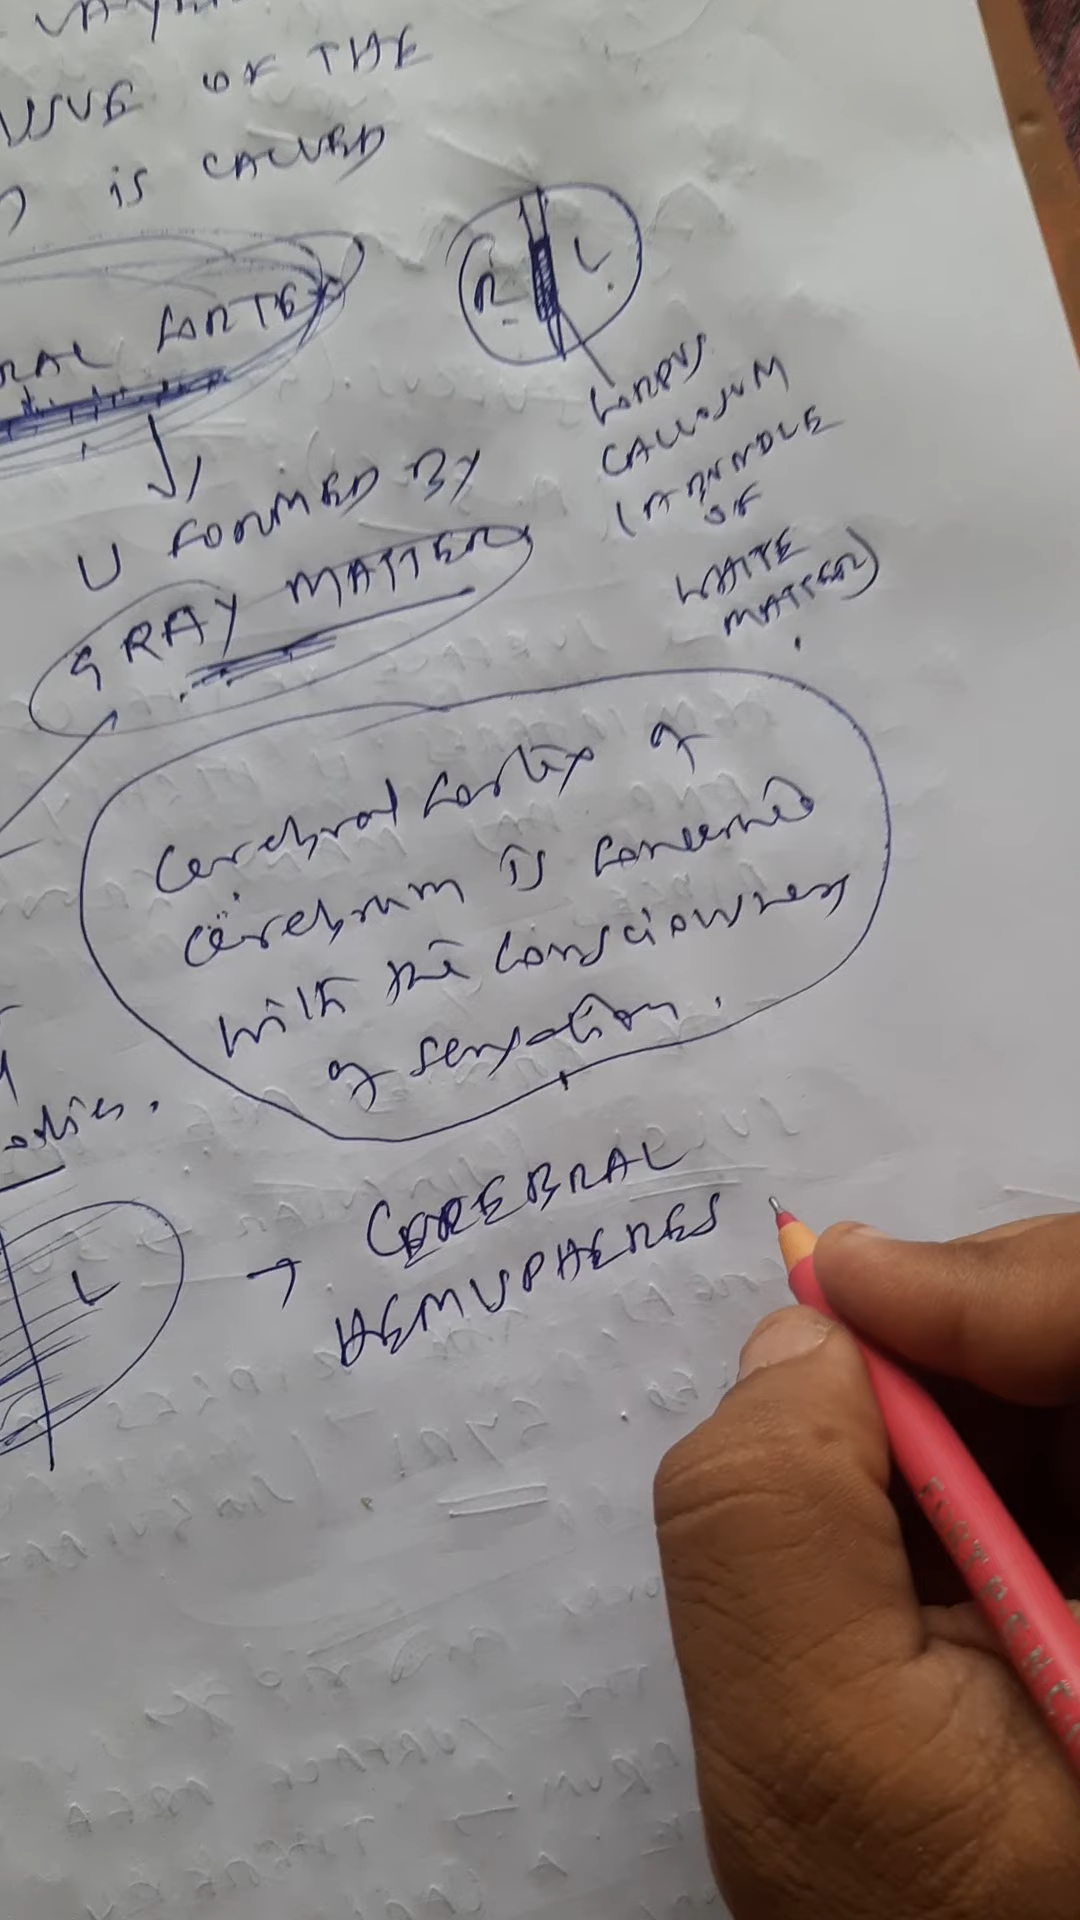 OF THE
IS CALLED
CORTEX
IS FORMED BY
GRAY MATTER
R L
CORPUS
CALLOSUM
(A BUNDLE
OF
WHITE
MATTER)
Cerebral Cortex of
Cerebrum is concerned
with the consciousness
of sensation.
L
→ CEREBRAL
HEMISPHERES